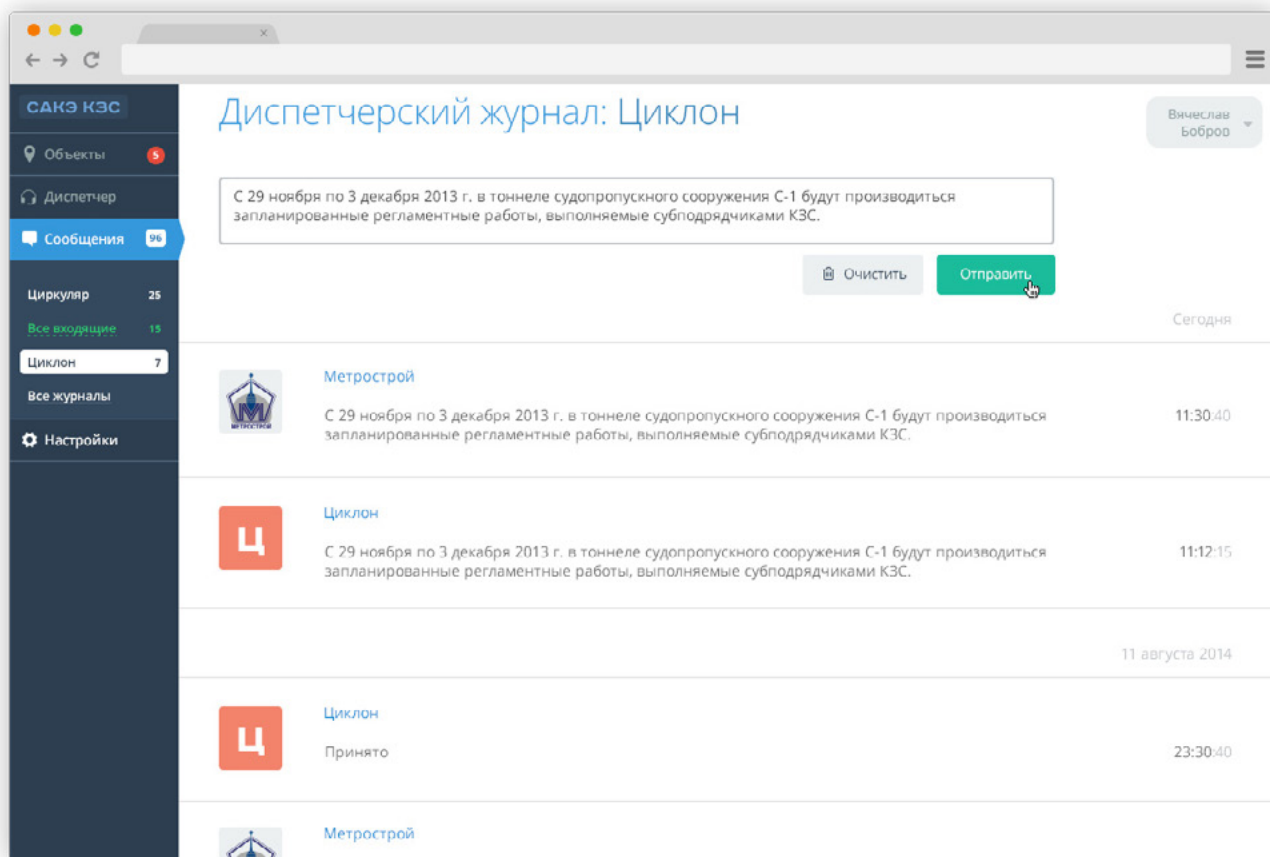 САКЭ КЗС
Объекты 5
Диспетчер
Сообщения 96
Циркуляр 25
Все входящие 15
Циклон 7
Все журналы
Настройки
Диспетчерский журнал: Циклон
Вячеслав
Бобров
С 29 ноября по 3 декабря 2013 г. в тоннеле судопропускного сооружения С-1 будут производиться
запланированные регламентные работы, выполняемые субподрядчиками КЗС.
Очистить
Отправить
Сегодня
МЕТРОСТРОЙ
Метрострой
С 29 ноября по 3 декабря 2013 г. в тоннеле судопропускного сооружения С-1 будут производиться
запланированные регламентные работы, выполняемые субподрядчиками КЗС.
11:30:40
Ц
Циклон
С 29 ноября по 3 декабря 2013 г. в тоннеле судопропускного сооружения С-1 будут производиться
запланированные регламентные работы, выполняемые субподрядчиками КЗС.
11:12:15
11 августа 2014
Ц
Циклон
Принято
23:30:40
Метрострой